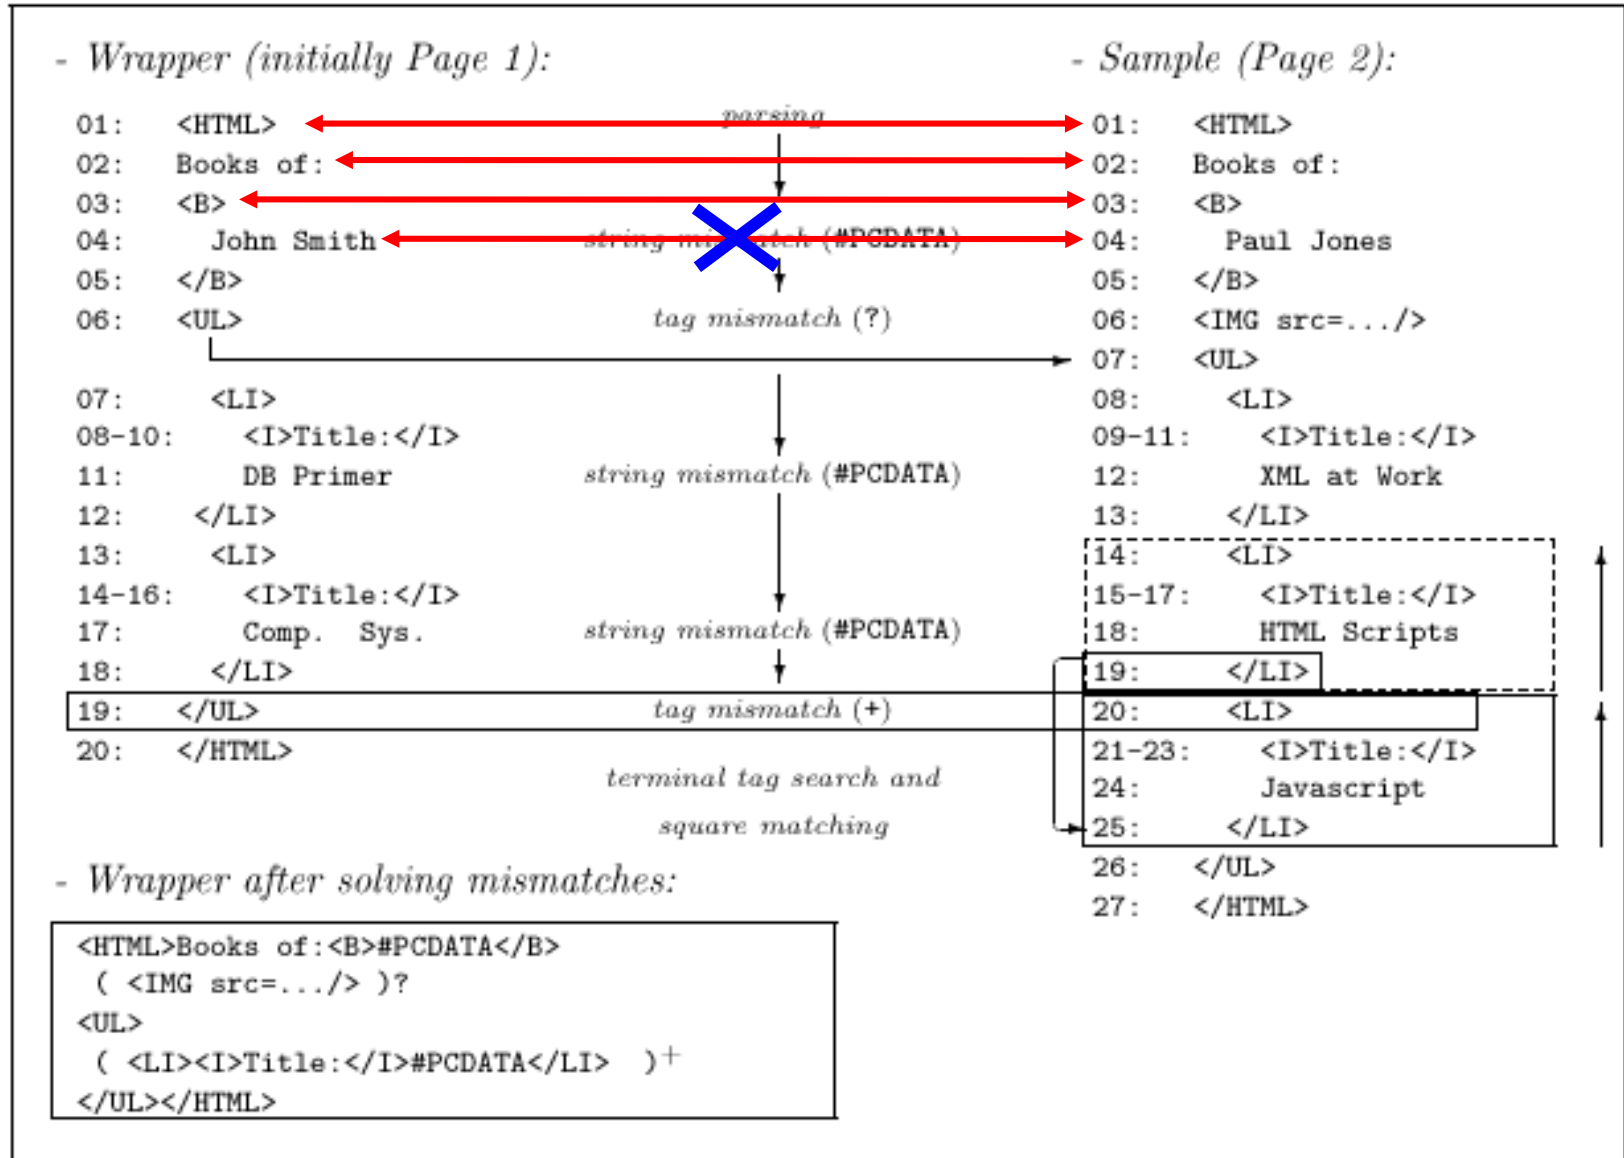 - Wrapper (initially Page 1):
01: <HTML>
02: Books of:
03: <B>
04: John Smith
05: </B>
06: <UL>
07: <LI>
08-10: <I>Title:</I>
11: DB Primer
12: </LI>
13: <LI>
14-16: <I>Title:</I>
17: Comp. Sys.
18: </LI>
19: </UL>
20: </HTML>
parsing
string mismatch (#PCDATA)
tag mismatch (?)
string mismatch (#PCDATA)
string mismatch (#PCDATA)
tag mismatch (+)
terminal tag search and
square matching
- Sample (Page 2):
01: <HTML>
02: Books of:
03: <B>
04: Paul Jones
05: </B>
06: <IMG src=.../>
07: <UL>
08: <LI>
09-11: <I>Title:</I>
12: XML at Work
13: </LI>
14: <LI>
15-17: <I>Title:</I>
18: HTML Scripts
19: </LI>
20: <LI>
21-23: <I>Title:</I>
24: Javascript
25: </LI>
26: </UL>
27: </HTML>
- Wrapper after solving mismatches:
<HTML>Books of:<B>#PCDATA</B>
( <IMG src=.../> )?
<UL>
( <LI><I>Title:</I>#PCDATA</LI> )+
</UL></HTML>